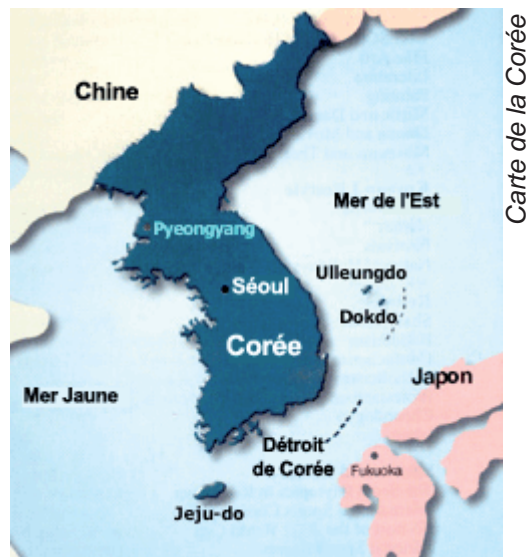 Carte de la Corée
Chine
Mer de l'Est
Pyeongyang
Ulleungdo
Séoul
Dokdo
Corée
Japon
Mer Jaune
Détroit
de Corée
Fukuoka
Jeju-do